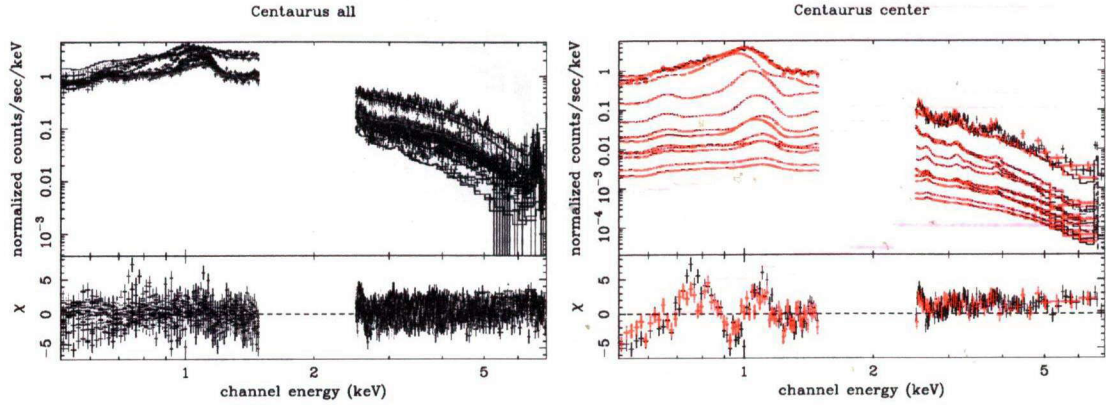 Centaurus all
normalized counts/sec/keV
1
0.1
0.01
10⁻³
χ
5
0
−5
1
2
5
channel energy (keV)
Centaurus center
normalized counts/sec/keV
1
0.1
0.01
10⁻³
10⁻⁴
χ
5
0
−5
1
2
5
channel energy (keV)